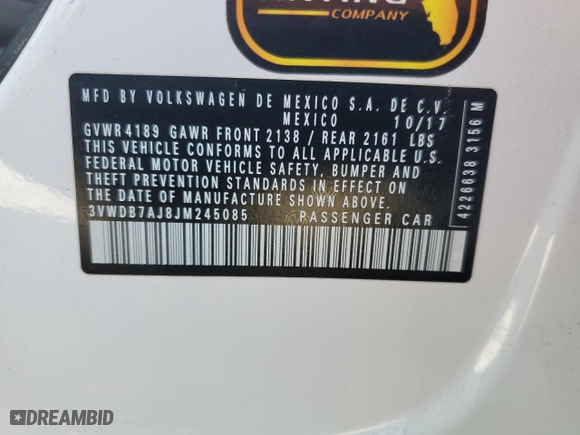 COMPANY
MFD BY VOLKSWAGEN DE MEXICO S.A. DE C.V.
MEXICO 10/17
GVWR4189 GAWR FRONT 2138 / REAR 2161 LBS
THIS VEHICLE CONFORMS TO ALL APPLICABLE U.S.
FEDERAL MOTOR VEHICLE SAFETY, BUMPER AND
THEFT PREVENTION STANDARDS IN EFFECT ON
THE DATE OF MANUFACTURE SHOWN ABOVE.
3VWDB7AJ8JM245085 PASSENGER CAR
4226638 3156 M
DREAMBID